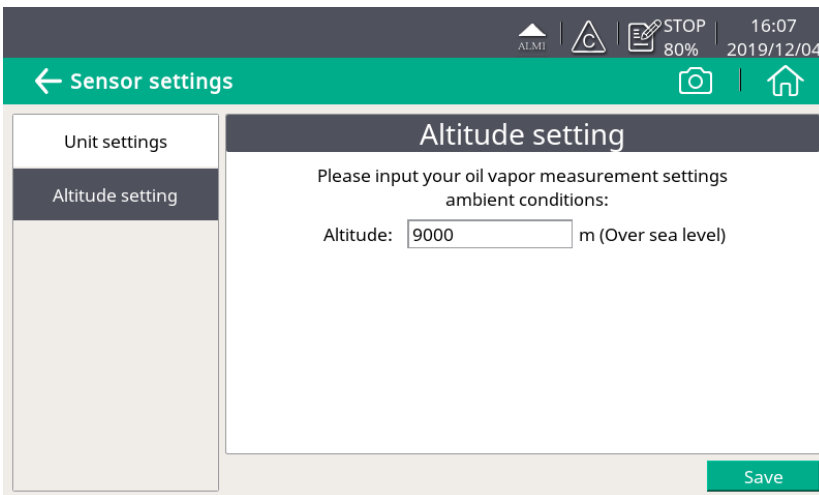 ALM1
C
STOP
80%
16:07
2019/12/04
Sensor settings
Unit settings
Altitude setting
Altitude setting
Please input your oil vapor measurement settings
ambient conditions:
Altitude: 9000 m (Over sea level)
Save